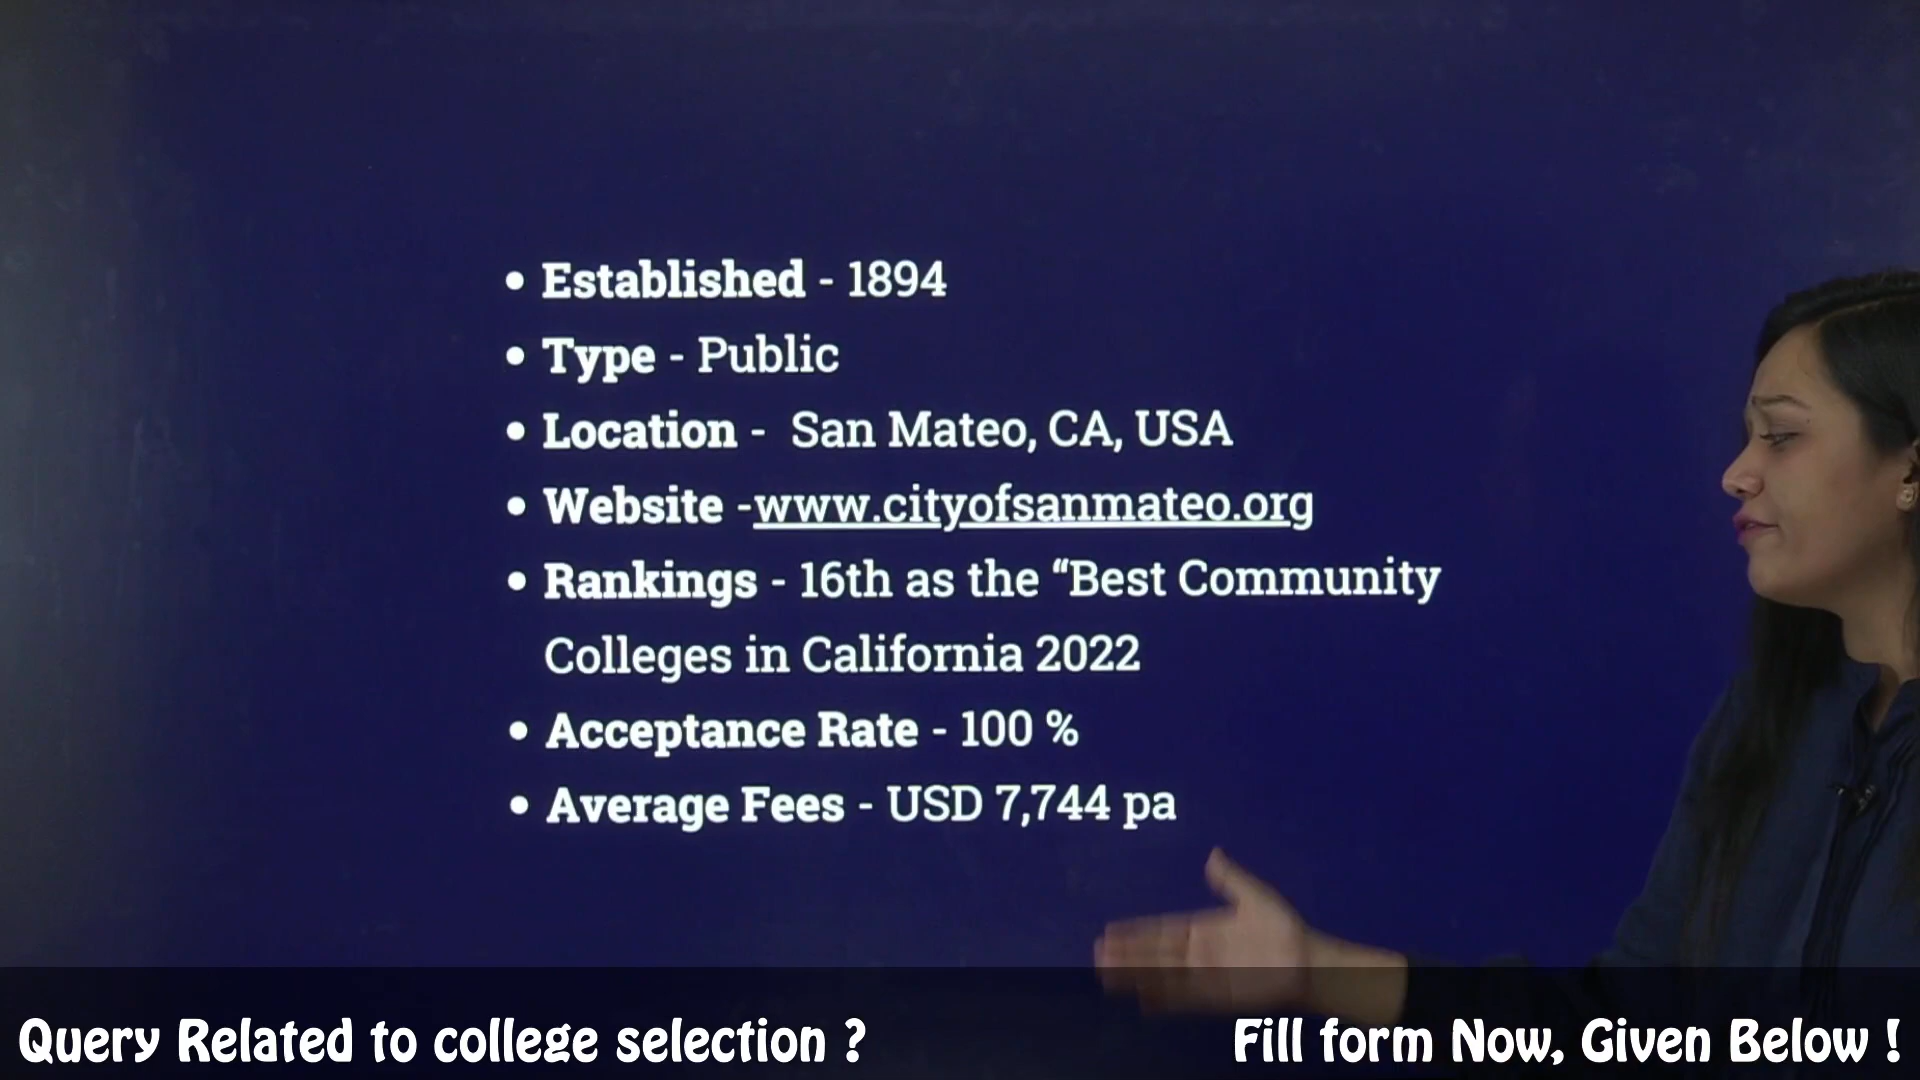 • Established - 1894
• Type - Public
• Location - San Mateo, CA, USA
• Website -www.cityofsanmateo.org
• Rankings - 16th as the “Best Community
Colleges in California 2022
• Acceptance Rate - 100 %
• Average Fees - USD 7,744 pa
Query Related to college selection ?
Fill form Now, Given Below !